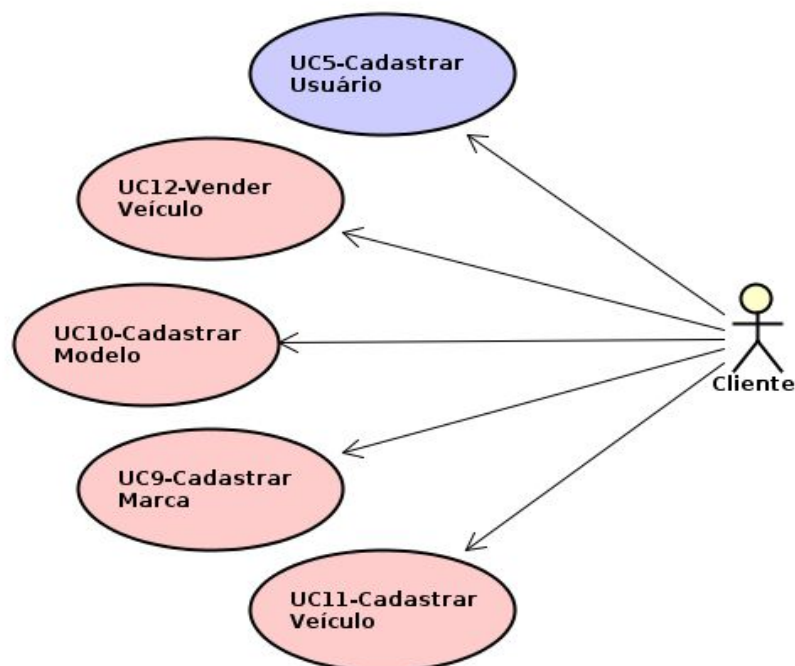 UC5-Cadastrar
Usuário
UC12-Vender
Veículo
UC10-Cadastrar
Modelo
Cliente
UC9-Cadastrar
Marca
UC11-Cadastrar
Veículo